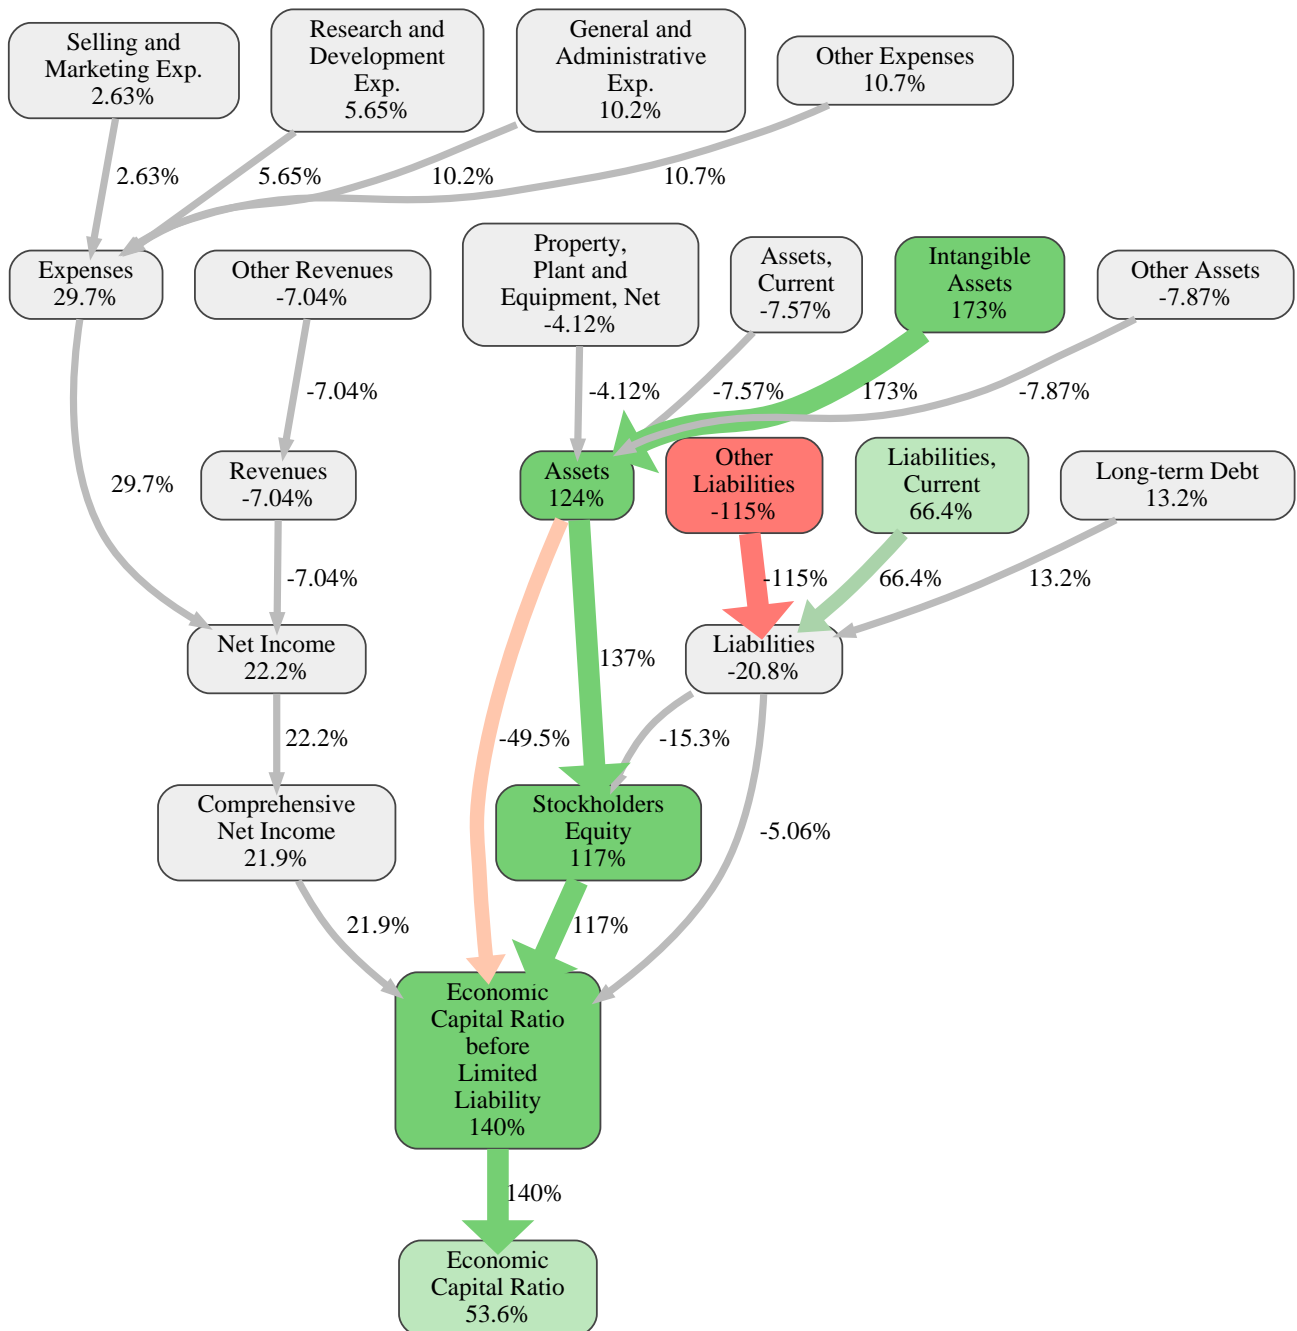 Selling and
Marketing Exp.
2.63%
Research and
Development
Exp.
5.65%
General and
Administrative
Exp.
10.2%
Other Expenses
10.7%
2.63%
5.65%
10.2%
10.7%
Expenses
29.7%
Other Revenues
-7.04%
Property,
Plant and
Equipment, Net
-4.12%
Assets,
Current
-7.57%
Intangible
Assets
173%
Other Assets
-7.87%
-7.04%
-4.12%
-7.57%
173%
-7.87%
29.7%
Revenues
-7.04%
Assets
124%
Other
Liabilities
-115%
Liabilities,
Current
66.4%
Long-term Debt
13.2%
-7.04%
-115%
66.4%
13.2%
Net Income
22.2%
137%
Liabilities
-20.8%
22.2%
-49.5%
-15.3%
Comprehensive
Net Income
21.9%
Stockholders
Equity
117%
-5.06%
21.9%
117%
Economic
Capital Ratio
before
Limited
Liability
140%
140%
Economic
Capital Ratio
53.6%